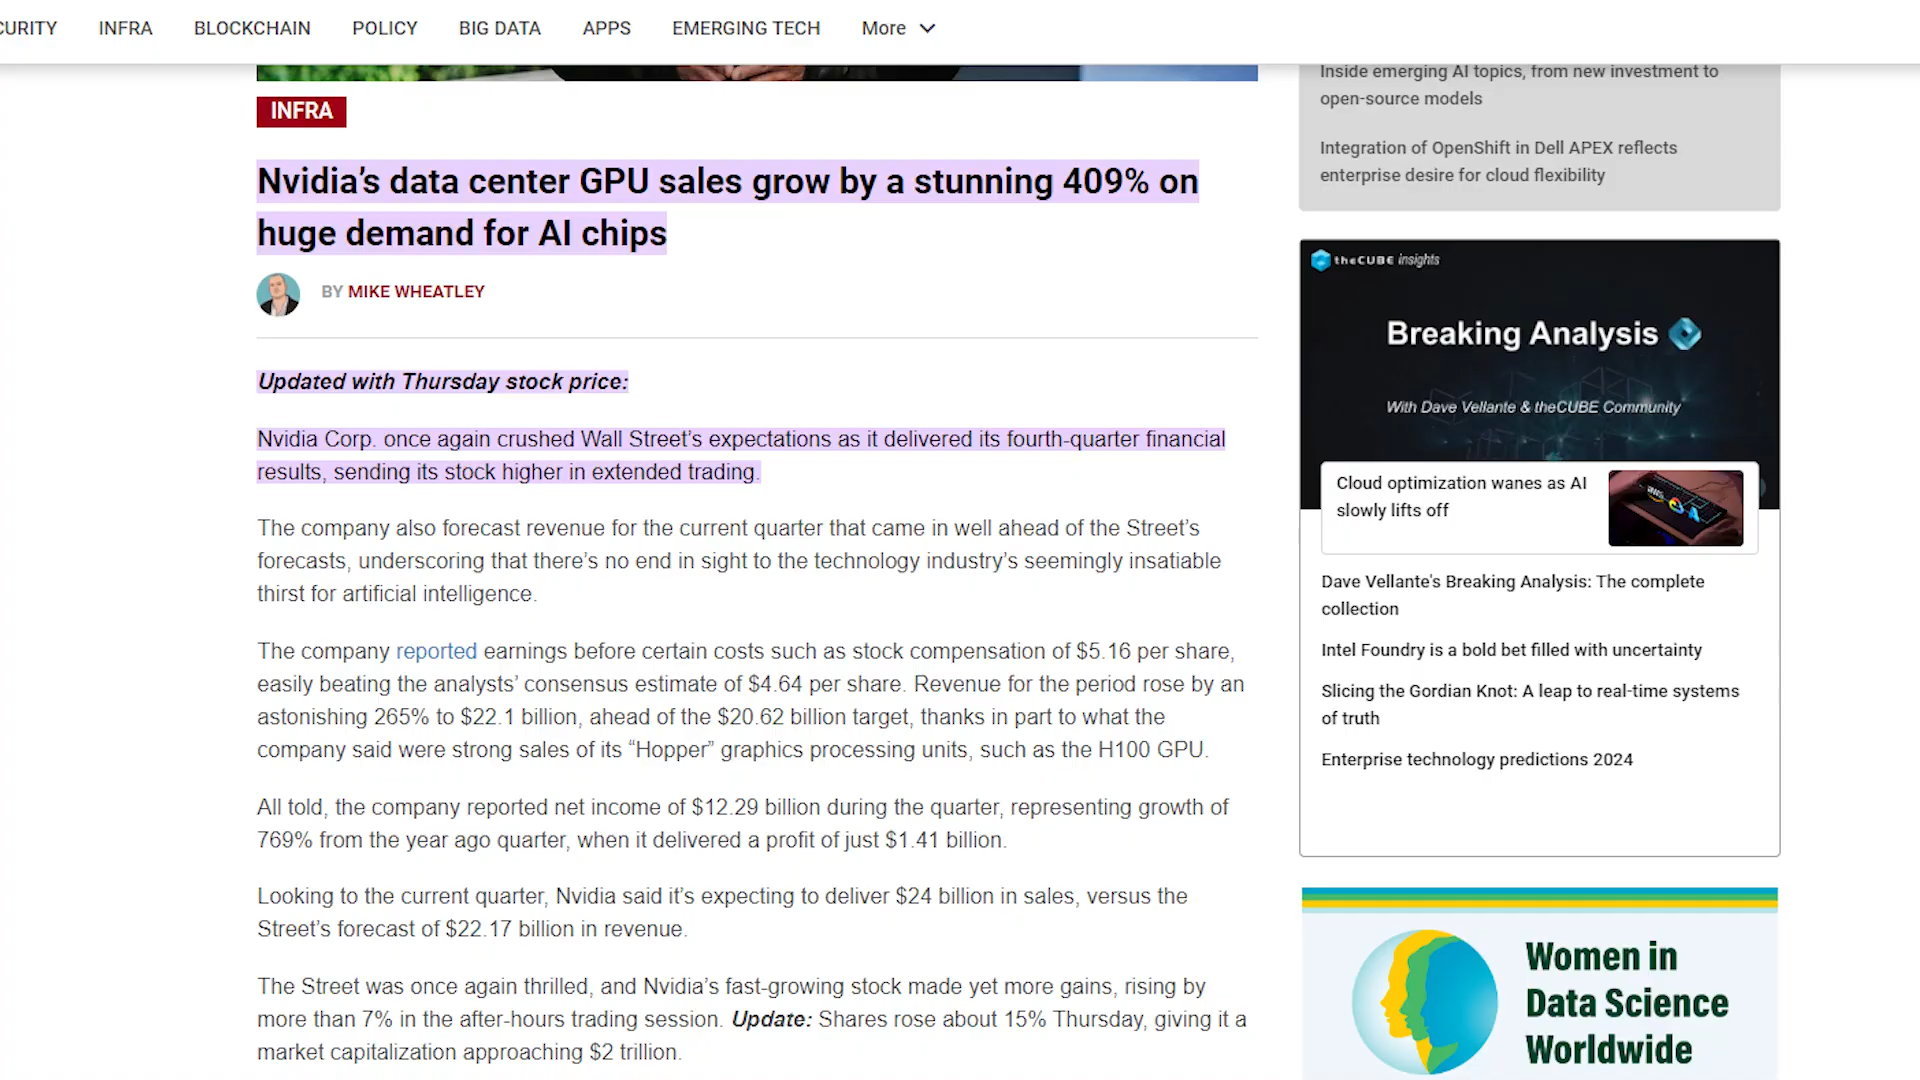 CURITY INFRA BLOCKCHAIN POLICY BIG DATA APPS EMERGING TECH More
INFRA
Nvidia’s data center GPU sales grow by a stunning 409% on
huge demand for AI chips
BY MIKE WHEATLEY
Updated with Thursday stock price:
Nvidia Corp. once again crushed Wall Street’s expectations as it delivered its fourth-quarter financial
results, sending its stock higher in extended trading.
The company also forecast revenue for the current quarter that came in well ahead of the Street’s
forecasts, underscoring that there’s no end in sight to the technology industry’s seemingly insatiable
thirst for artificial intelligence.
The company reported earnings before certain costs such as stock compensation of $5.16 per share,
easily beating the analysts’ consensus estimate of $4.64 per share. Revenue for the period rose by an
astonishing 265% to $22.1 billion, ahead of the $20.62 billion target, thanks in part to what the
company said were strong sales of its “Hopper” graphics processing units, such as the H100 GPU.
All told, the company reported net income of $12.29 billion during the quarter, representing growth of
769% from the year ago quarter, when it delivered a profit of just $1.41 billion.
Looking to the current quarter, Nvidia said it’s expecting to deliver $24 billion in sales, versus the
Street’s forecast of $22.17 billion in revenue.
The Street was once again thrilled, and Nvidia’s fast-growing stock made yet more gains, rising by
more than 7% in the after-hours trading session. Update: Shares rose about 15% Thursday, giving it a
market capitalization approaching $2 trillion.
Inside emerging AI topics, from new investment to
open-source models
Integration of OpenShift in Dell APEX reflects
enterprise desire for cloud flexibility
theCUBE insights
Breaking Analysis
With Dave Vellante & theCUBE Community
Cloud optimization wanes as AI
slowly lifts off
Dave Vellante's Breaking Analysis: The complete
collection
Intel Foundry is a bold bet filled with uncertainty
Slicing the Gordian Knot: A leap to real-time systems
of truth
Enterprise technology predictions 2024
Women in
Data Science
Worldwide